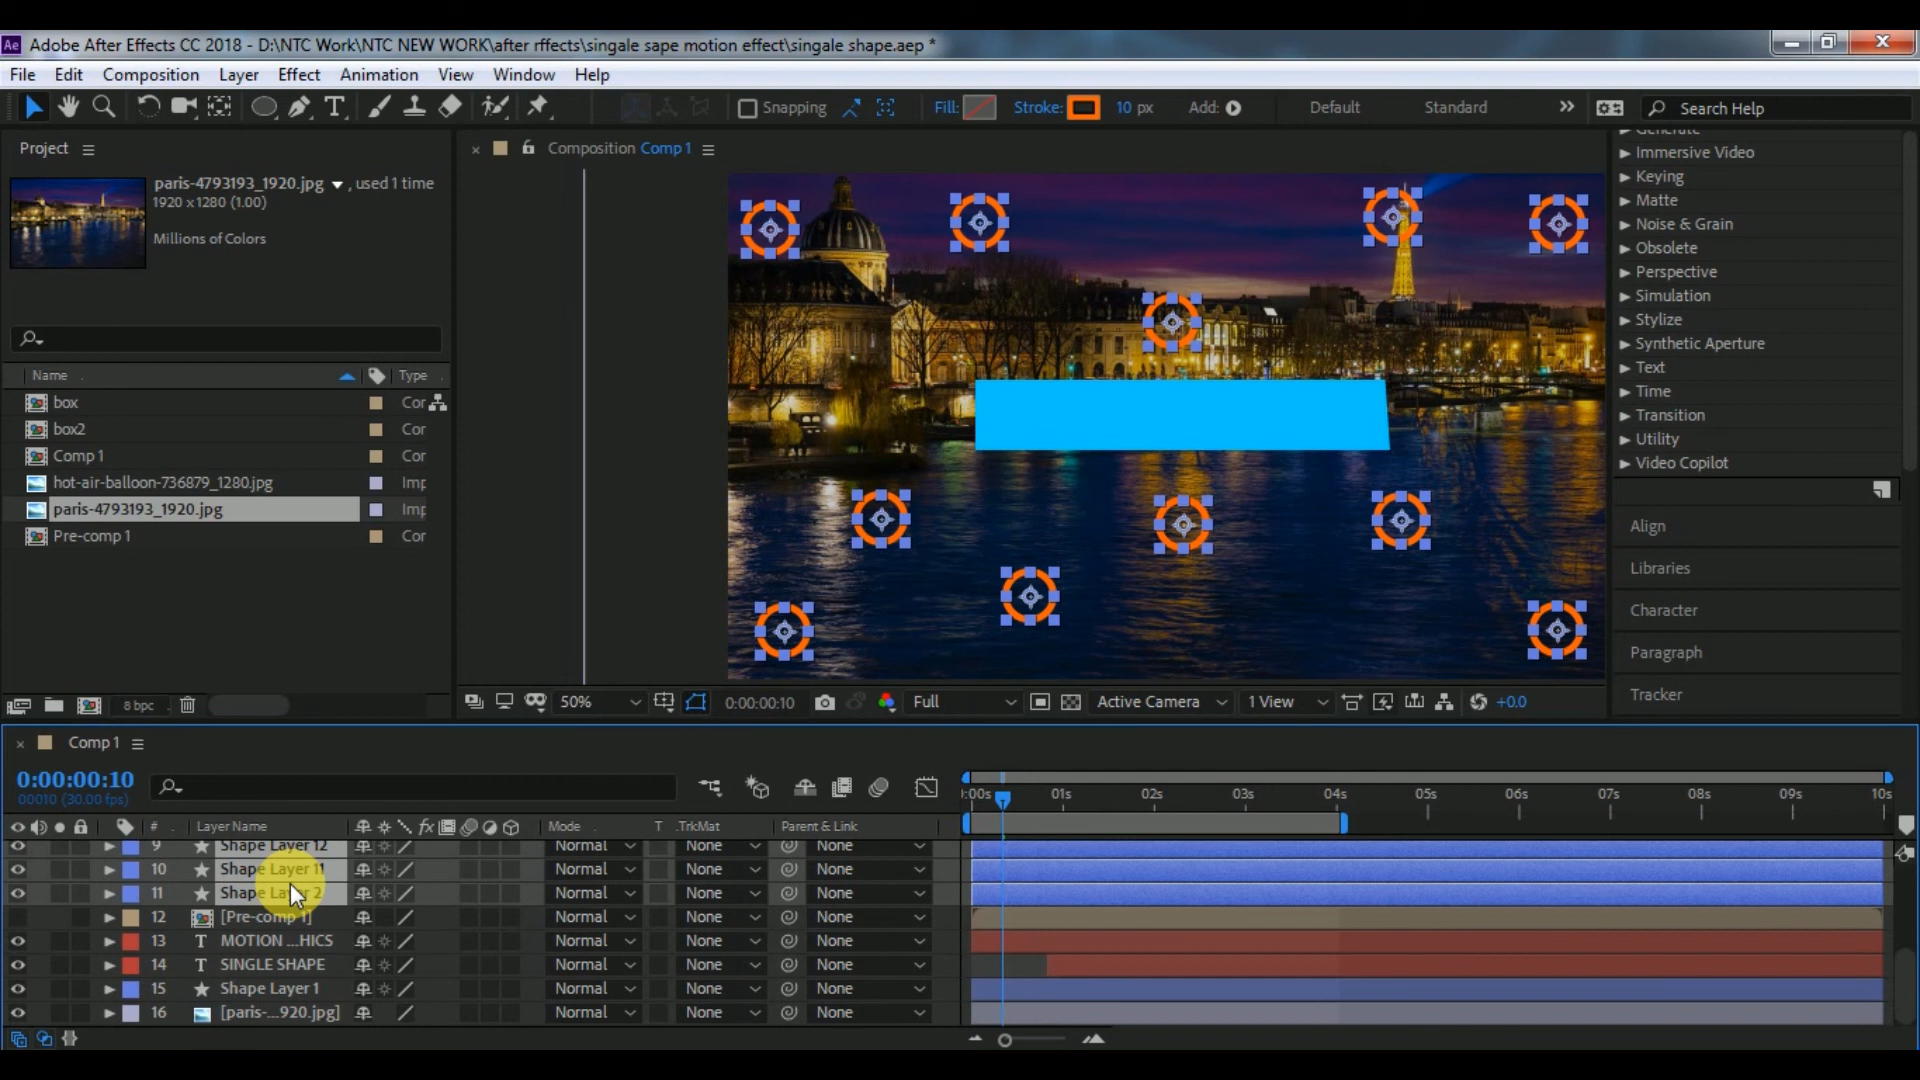 Ae Adobe After Effects CC 2018 - D:\NTC Work\NTC NEW WORK\after rffects\singale sape motion effect\singale shape.aep *
File Edit Composition Layer Effect Animation View Window Help
Snapping Fill: Stroke: 10 px Add: Default Standard Search Help
Project
paris-4793193_1920.jpg , used 1 time
1920 x 1280 (1.00)
Millions of Colors
Name Type
box Cor
box2 Cor
Comp 1 Cor
hot-air-balloon-736879_1280.jpg Imp
paris-4793193_1920.jpg Imp
Pre-comp 1 Cor
8 bpc
Composition Comp 1
50% 0:00:00:10 Full Active Camera 1 View +0.0
Generate
Immersive Video
Keying
Matte
Noise & Grain
Obsolete
Perspective
Simulation
Stylize
Synthetic Aperture
Text
Time
Transition
Utility
Video Copilot
Align
Libraries
Character
Paragraph
Tracker
Comp 1
0:00:00:10
00010 (30.00 fps)
:00s 01s 02s 03s 04s 05s 06s 07s 08s 09s 10s
# Layer Name fx Mode T .TrkMat Parent & Link
9 Shape Layer 12 Normal None None
10 Shape Layer 11 Normal None None
11 Shape Layer 2 Normal None None
12 [Pre-comp 1] Normal None None
13 T MOTION ...HICS Normal None None
14 T SINGLE SHAPE Normal None None
15 Shape Layer 1 Normal None None
16 [paris-...920.jpg] Normal None None